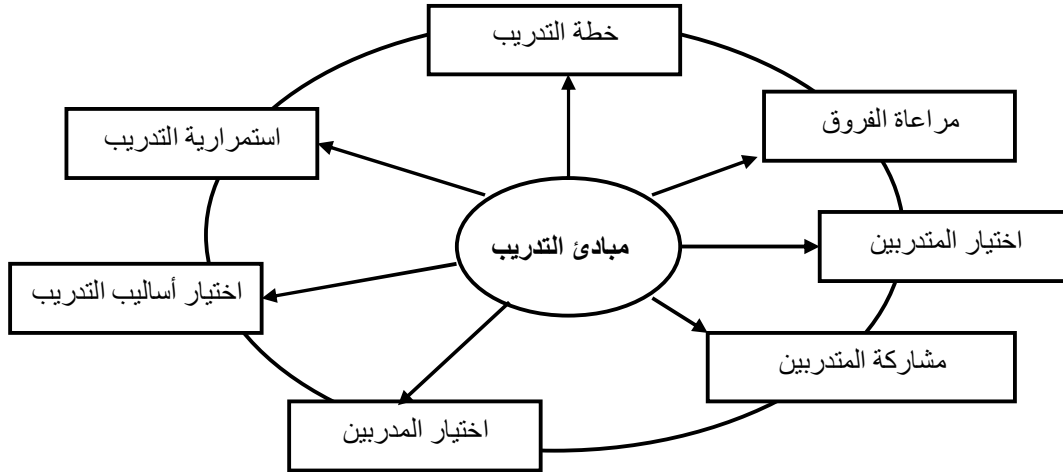 خطة التدريب
مراعاة الفروق
استمرارية التدريب
اختيار المتدربين
مبادئ التدريب
اختيار أساليب التدريب
مشاركة المتدربين
اختيار المدربين